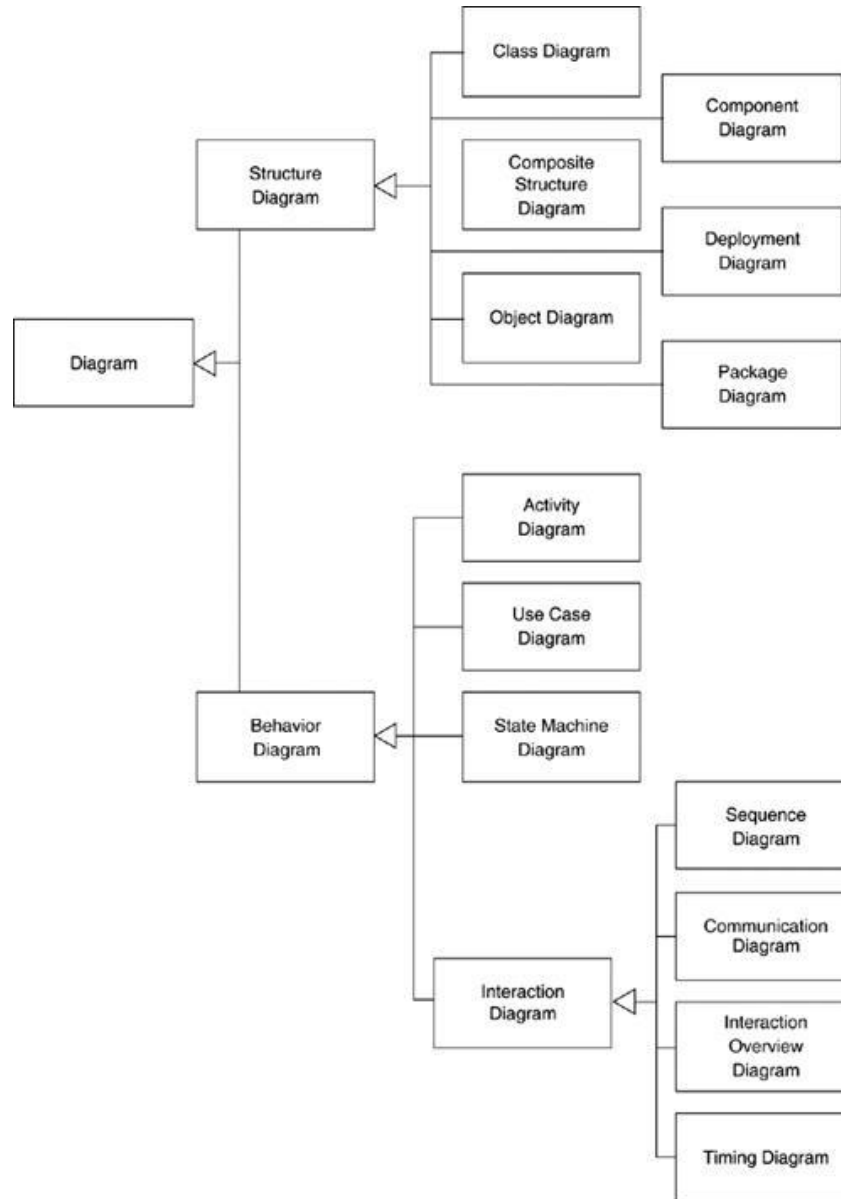 Class Diagram
Component
Diagram
Structure
Diagram
Composite
Structure
Diagram
Deployment
Diagram
Object Diagram
Diagram
Package
Diagram
Activity
Diagram
Use Case
Diagram
Behavior
Diagram
State Machine
Diagram
Sequence
Diagram
Communication
Diagram
Interaction
Diagram
Interaction
Overview
Diagram
Timing Diagram